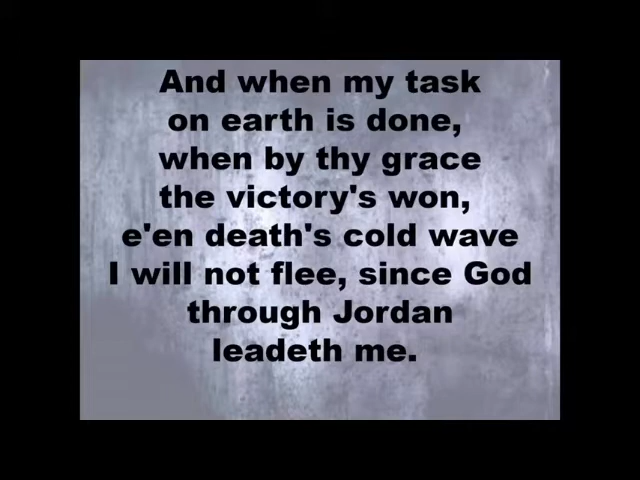 And when my task
on earth is done,
when by thy grace
the victory's won,
e'en death's cold wave
I will not flee, since God
through Jordan
leadeth me.